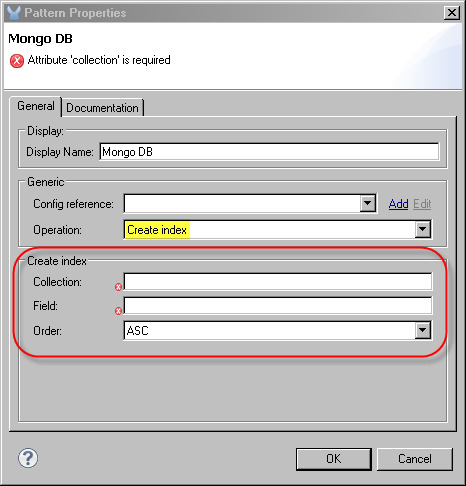 Pattern Properties
Mongo DB
Attribute 'collection' is required
General Documentation
Display:
Display Name: Mongo DB
Generic
Config reference: Add Edit
Operation: Create index
Create index
Collection:
Field:
Order: ASC
OK Cancel